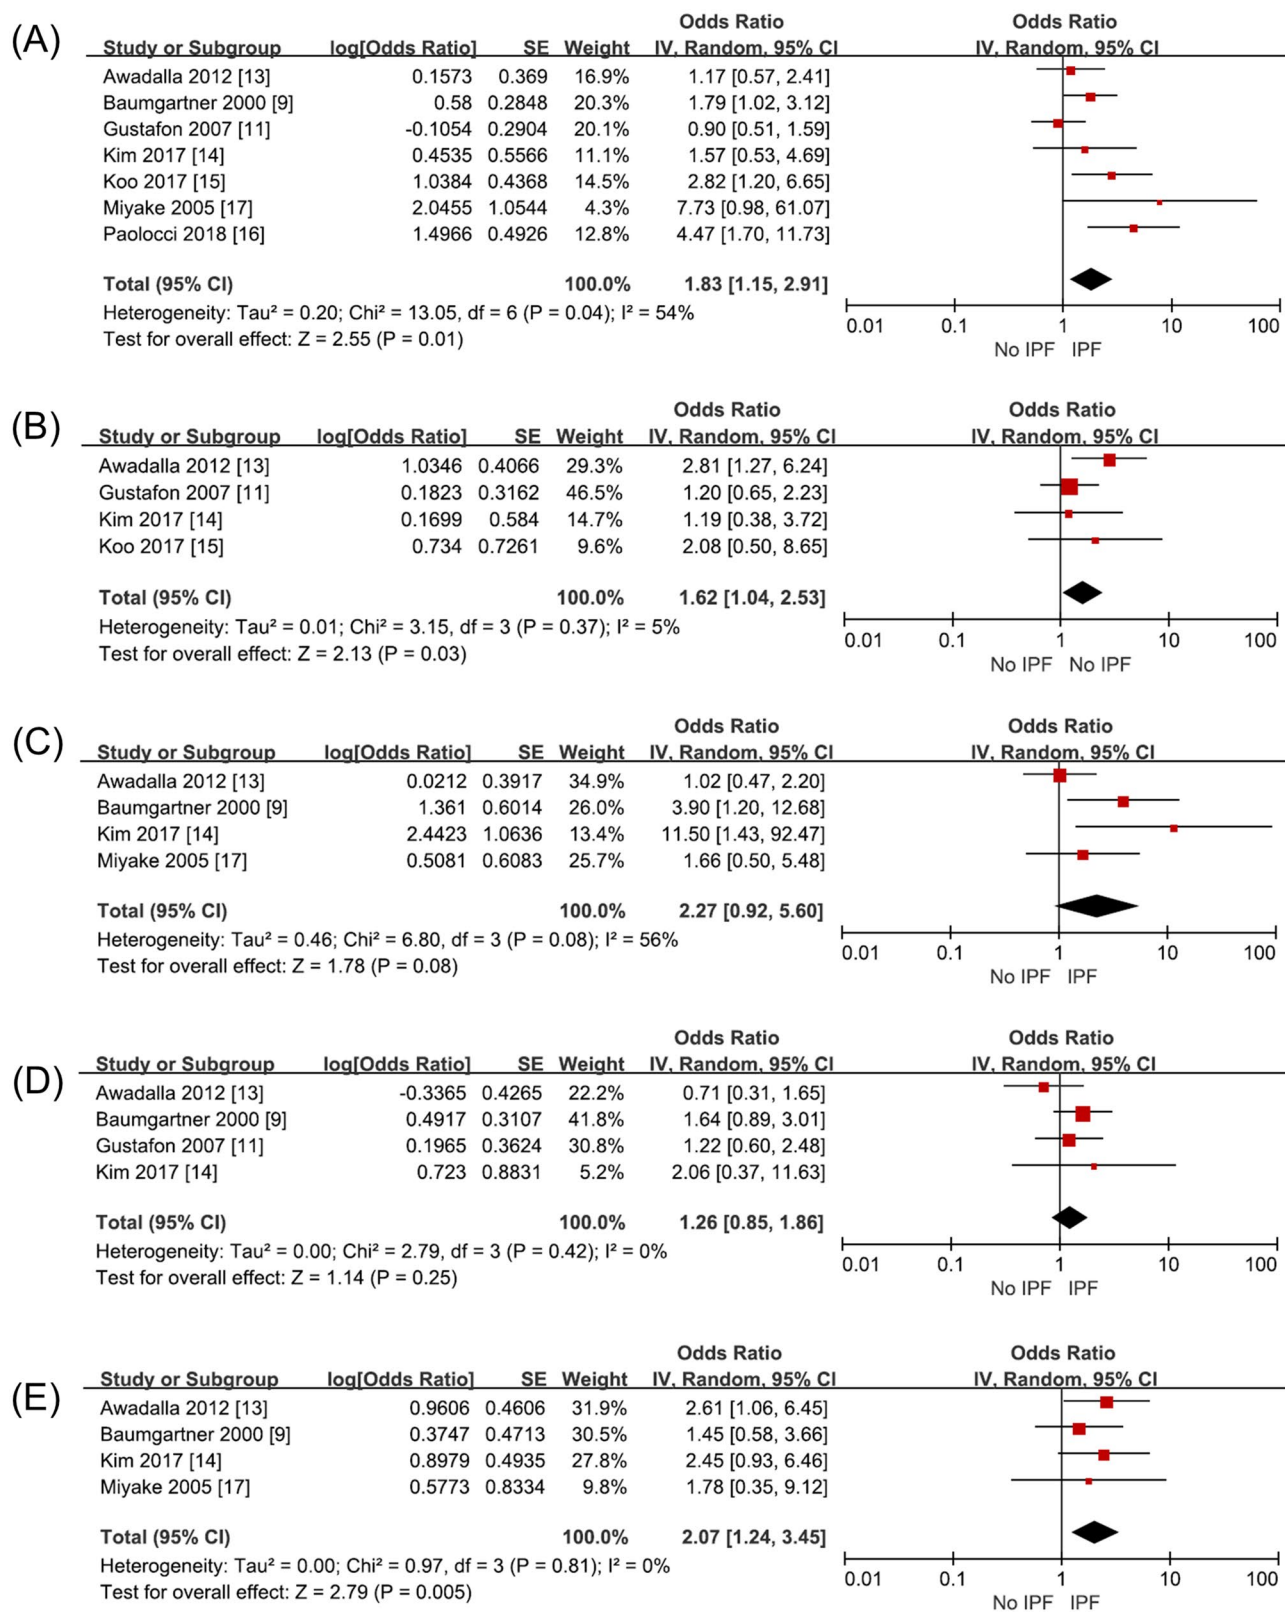 (A)
Odds Ratio Odds Ratio
Study or Subgroup log[Odds Ratio] SE Weight IV, Random, 95% CI IV, Random, 95% CI
Awadalla 2012 [13] 0.1573 0.369 16.9% 1.17 [0.57, 2.41]
Baumgartner 2000 [9] 0.58 0.2848 20.3% 1.79 [1.02, 3.12]
Gustafon 2007 [11] -0.1054 0.2904 20.1% 0.90 [0.51, 1.59]
Kim 2017 [14] 0.4535 0.5566 11.1% 1.57 [0.53, 4.69]
Koo 2017 [15] 1.0384 0.4368 14.5% 2.82 [1.20, 6.65]
Miyake 2005 [17] 2.0455 1.0544 4.3% 7.73 [0.98, 61.07]
Paolocci 2018 [16] 1.4966 0.4926 12.8% 4.47 [1.70, 11.73]
Total (95% CI) 100.0% 1.83 [1.15, 2.91]
Heterogeneity: Tau² = 0.20; Chi² = 13.05, df = 6 (P = 0.04); I² = 54%
Test for overall effect: Z = 2.55 (P = 0.01)
0.01 0.1 1 10 100
No IPF IPF
(B)
Odds Ratio Odds Ratio
Study or Subgroup log[Odds Ratio] SE Weight IV, Random, 95% CI IV, Random, 95% CI
Awadalla 2012 [13] 1.0346 0.4066 29.3% 2.81 [1.27, 6.24]
Gustafon 2007 [11] 0.1823 0.3162 46.5% 1.20 [0.65, 2.23]
Kim 2017 [14] 0.1699 0.584 14.7% 1.19 [0.38, 3.72]
Koo 2017 [15] 0.734 0.7261 9.6% 2.08 [0.50, 8.65]
Total (95% CI) 100.0% 1.62 [1.04, 2.53]
Heterogeneity: Tau² = 0.01; Chi² = 3.15, df = 3 (P = 0.37); I² = 5%
Test for overall effect: Z = 2.13 (P = 0.03)
0.01 0.1 1 10 100
No IPF No IPF
(C)
Odds Ratio Odds Ratio
Study or Subgroup log[Odds Ratio] SE Weight IV, Random, 95% CI IV, Random, 95% CI
Awadalla 2012 [13] 0.0212 0.3917 34.9% 1.02 [0.47, 2.20]
Baumgartner 2000 [9] 1.361 0.6014 26.0% 3.90 [1.20, 12.68]
Kim 2017 [14] 2.4423 1.0636 13.4% 11.50 [1.43, 92.47]
Miyake 2005 [17] 0.5081 0.6083 25.7% 1.66 [0.50, 5.48]
Total (95% CI) 100.0% 2.27 [0.92, 5.60]
Heterogeneity: Tau² = 0.46; Chi² = 6.80, df = 3 (P = 0.08); I² = 56%
Test for overall effect: Z = 1.78 (P = 0.08)
0.01 0.1 1 10 100
No IPF IPF
(D)
Odds Ratio Odds Ratio
Study or Subgroup log[Odds Ratio] SE Weight IV, Random, 95% CI IV, Random, 95% CI
Awadalla 2012 [13] -0.3365 0.4265 22.2% 0.71 [0.31, 1.65]
Baumgartner 2000 [9] 0.4917 0.3107 41.8% 1.64 [0.89, 3.01]
Gustafon 2007 [11] 0.1965 0.3624 30.8% 1.22 [0.60, 2.48]
Kim 2017 [14] 0.723 0.8831 5.2% 2.06 [0.37, 11.63]
Total (95% CI) 100.0% 1.26 [0.85, 1.86]
Heterogeneity: Tau² = 0.00; Chi² = 2.79, df = 3 (P = 0.42); I² = 0%
Test for overall effect: Z = 1.14 (P = 0.25)
0.01 0.1 1 10 100
No IPF IPF
(E)
Odds Ratio Odds Ratio
Study or Subgroup log[Odds Ratio] SE Weight IV, Random, 95% CI IV, Random, 95% CI
Awadalla 2012 [13] 0.9606 0.4606 31.9% 2.61 [1.06, 6.45]
Baumgartner 2000 [9] 0.3747 0.4713 30.5% 1.45 [0.58, 3.66]
Kim 2017 [14] 0.8979 0.4935 27.8% 2.45 [0.93, 6.46]
Miyake 2005 [17] 0.5773 0.8334 9.8% 1.78 [0.35, 9.12]
Total (95% CI) 100.0% 2.07 [1.24, 3.45]
Heterogeneity: Tau² = 0.00; Chi² = 0.97, df = 3 (P = 0.81); I² = 0%
Test for overall effect: Z = 2.79 (P = 0.005)
0.01 0.1 1 10 100
No IPF IPF